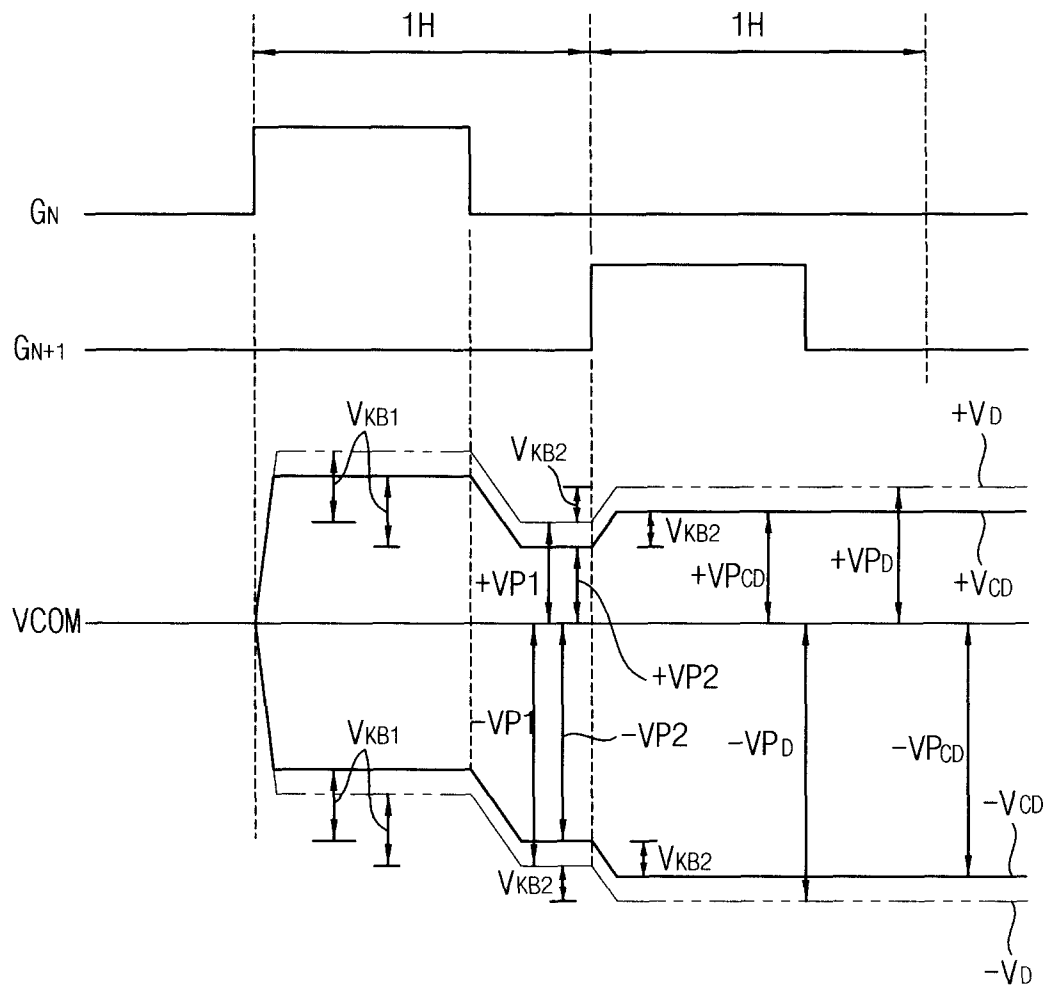 1H 1H
GN
GN+1
VKB1 +VD
VKB2
VKB2
+VP1 +VPCD +VPD +VCD
VCOM
+VP2
-VP1
VKB1 -VP2 -VPD -VPCD
-VCD
VKB2
VKB2
-VD